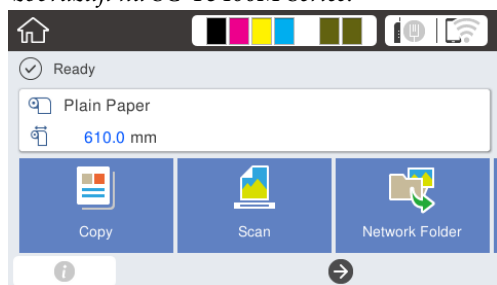 Ready
Plain Paper
610.0 mm
Copy
Scan
Network Folder